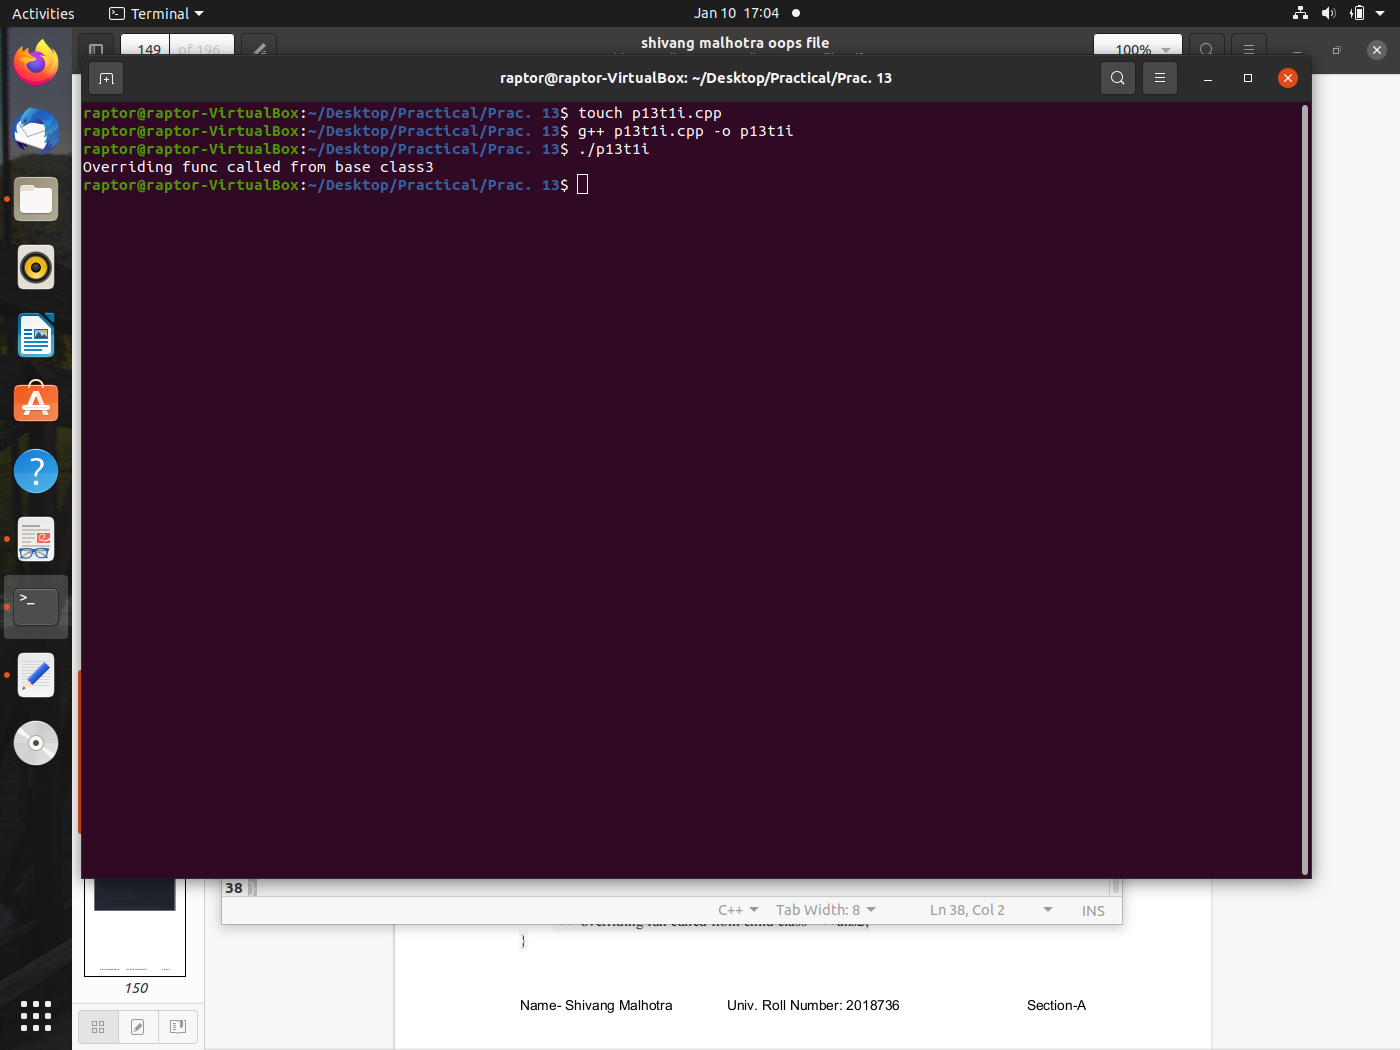 Activities Terminal Jan 10 17:04
149 of 196 shivang malhotra oops file 100%
raptor@raptor-VirtualBox: ~/Desktop/Practical/Prac. 13
raptor@raptor-VirtualBox:~/Desktop/Practical/Prac. 13$ touch p13t1i.cpp
raptor@raptor-VirtualBox:~/Desktop/Practical/Prac. 13$ g++ p13t1i.cpp -o p13t1i
raptor@raptor-VirtualBox:~/Desktop/Practical/Prac. 13$ ./p13t1i
Overriding func called from base class3
raptor@raptor-VirtualBox:~/Desktop/Practical/Prac. 13$
38 }
C++ Tab Width: 8 Ln 38, Col 2 INS
}
150
Name- Shivang Malhotra Univ. Roll Number: 2018736 Section-A